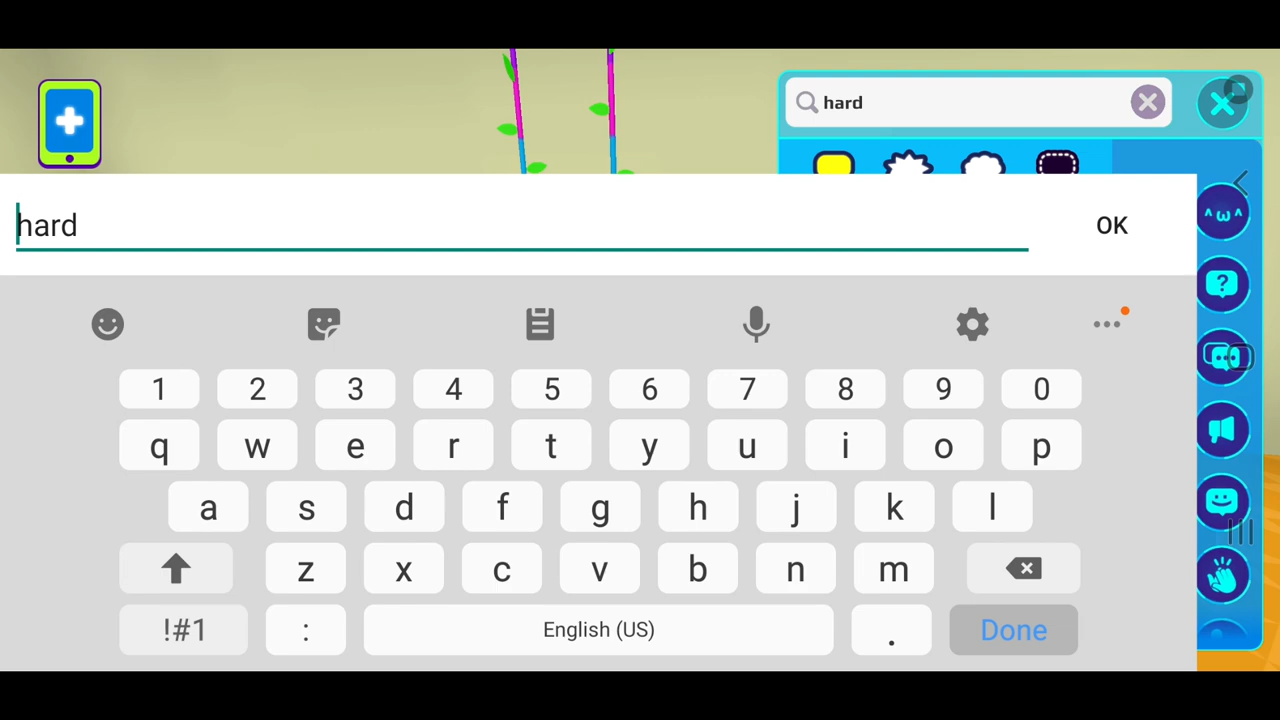 hard
hard
OK
1 2 3 4 5 6 7 8 9 0
q w e r t y u i o p
a s d f g h j k l
z x c v b n m
!#1 : English (US) . Done